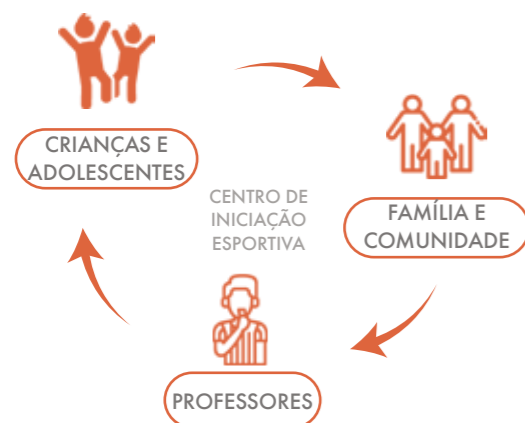 CRIANÇAS E
ADOLESCENTES
CENTRO DE
INICIAÇÃO
ESPORTIVA
FAMÍLIA E
COMUNIDADE
PROFESSORES